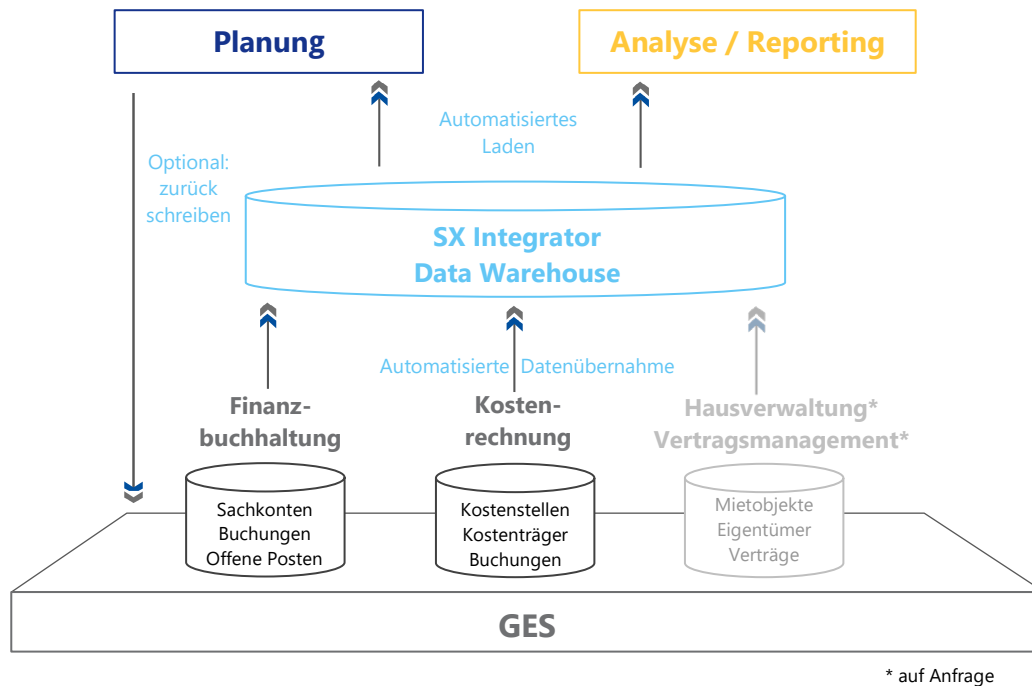 Planung
Analyse / Reporting
Automatisiertes
Laden
Optional:
zurück
schreiben
SX Integrator
Data Warehouse
Automatisierte Datenübernahme
Finanz-
buchhaltung
Kosten-
rechnung
Hausverwaltung*
Vertragsmanagement*
Sachkonten
Buchungen
Offene Posten
Kostenstellen
Kostenträger
Buchungen
Mietobjekte
Eigentümer
Verträge
GES
* auf Anfrage